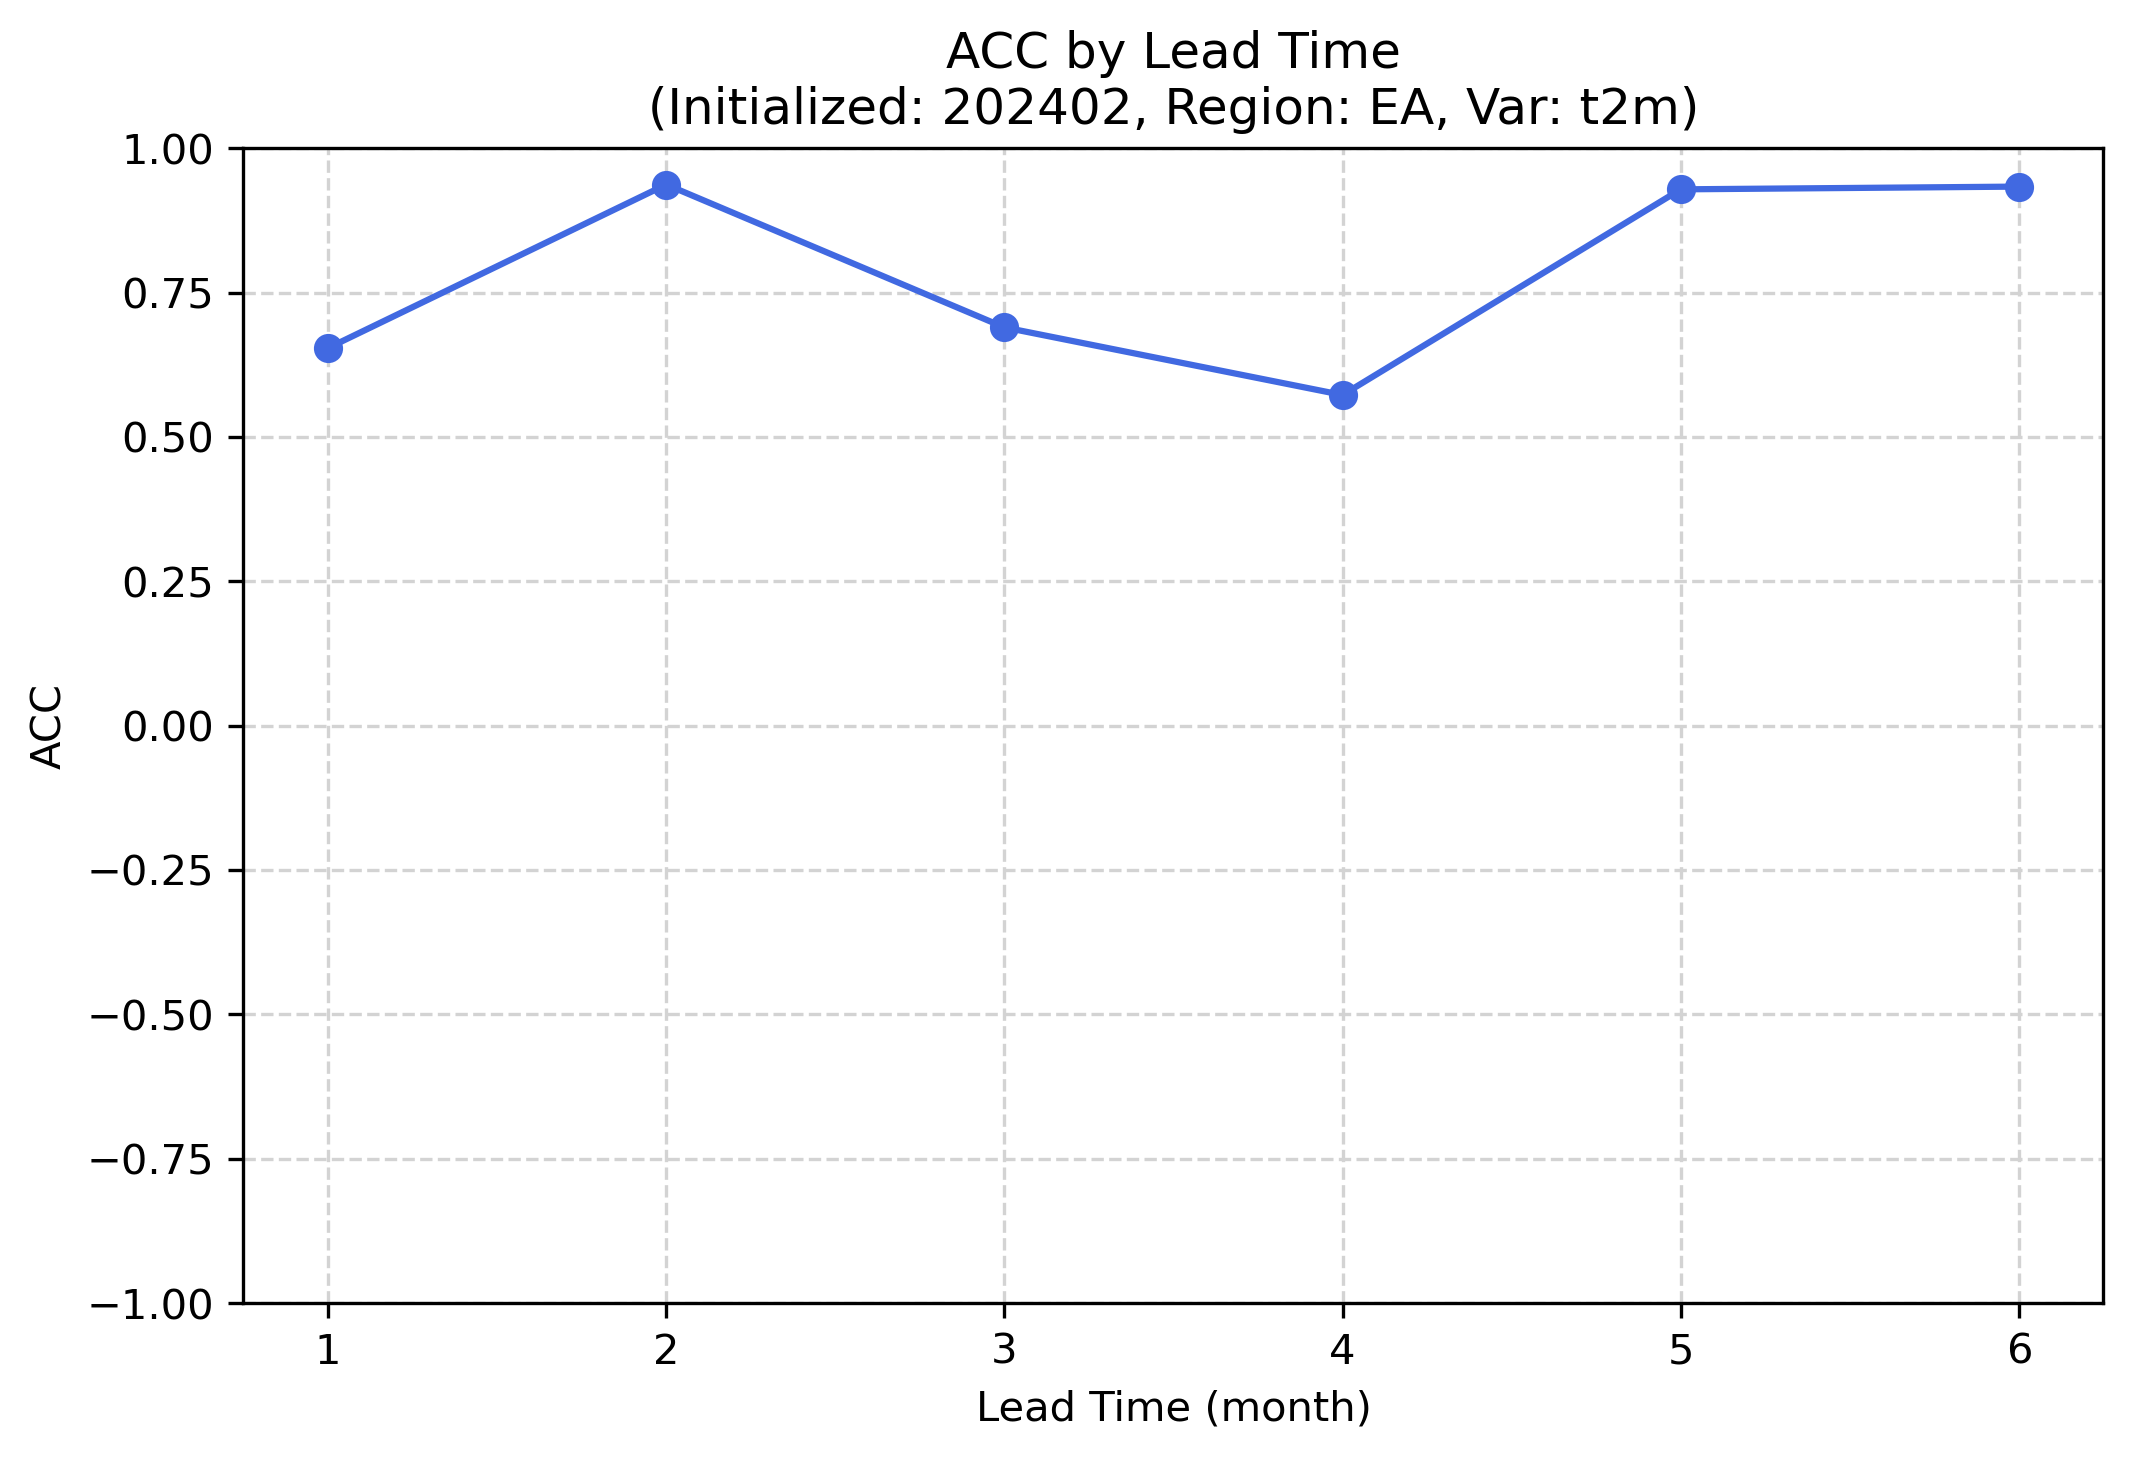 ACC by Lead Time
(Initialized: 202402, Region: EA, Var: t2m)
1.00
0.75
0.50
0.25
0.00
−0.25
−0.50
−0.75
−1.00
ACC
1 2 3 4 5 6
Lead Time (month)